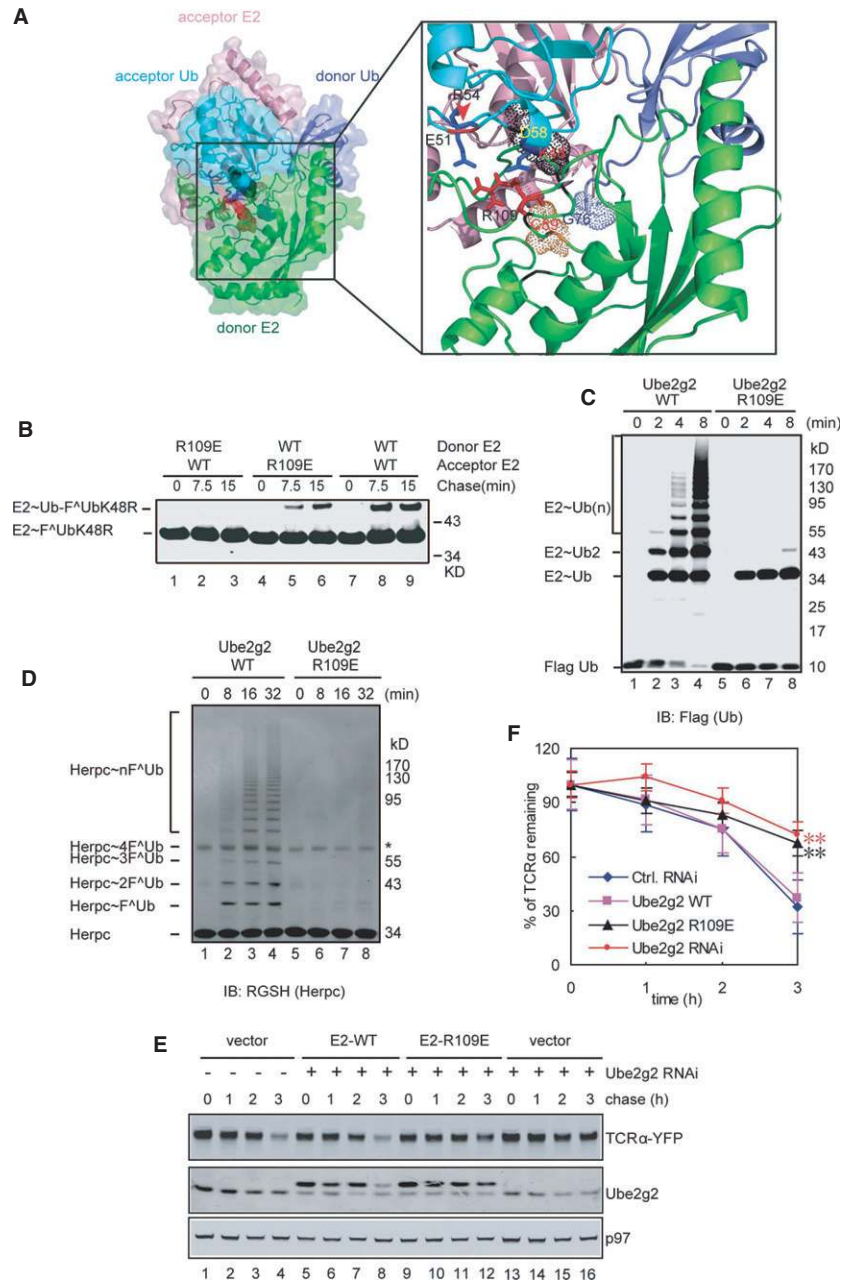 A
acceptor E2
acceptor Ub
donor Ub
donor E2
R54
E51
D58
R109
C89
G76
B
R109E WT WT Donor E2
WT R109E WT Acceptor E2
0 7.5 15 0 7.5 15 0 7.5 15 Chase(min)
E2~Ub-F^UbK48R
E2~F^UbK48R
43
34
KD
1 2 3 4 5 6 7 8 9
C
Ube2g2 Ube2g2
WT R109E
0 2 4 8 0 2 4 8 (min)
kD
170
130
95
E2~Ub(n)
55
E2~Ub2 43
E2~Ub 34
25
17
Flag Ub 10
1 2 3 4 5 6 7 8
IB: Flag (Ub)
D
Ube2g2 Ube2g2
WT R109E
0 8 16 32 0 8 16 32 (min)
kD
170
130
95
Herpc~nF^Ub
Herpc~4F^Ub *
Herpc~3F^Ub 55
Herpc~2F^Ub 43
Herpc~F^Ub
Herpc 34
1 2 3 4 5 6 7 8
IB: RGSH (Herpc)
F
% of TCRα remaining
120
90
60
30
0
**
**
Ctrl. RNAi
Ube2g2 WT
Ube2g2 R109E
Ube2g2 RNAi
0 1 2 3
time (h)
E
vector E2-WT E2-R109E vector
- - - - + + + + + + + + + + + + Ube2g2 RNAi
0 1 2 3 0 1 2 3 0 1 2 3 0 1 2 3 chase (h)
TCRα-YFP
Ube2g2
p97
1 2 3 4 5 6 7 8 9 10 11 12 13 14 15 16